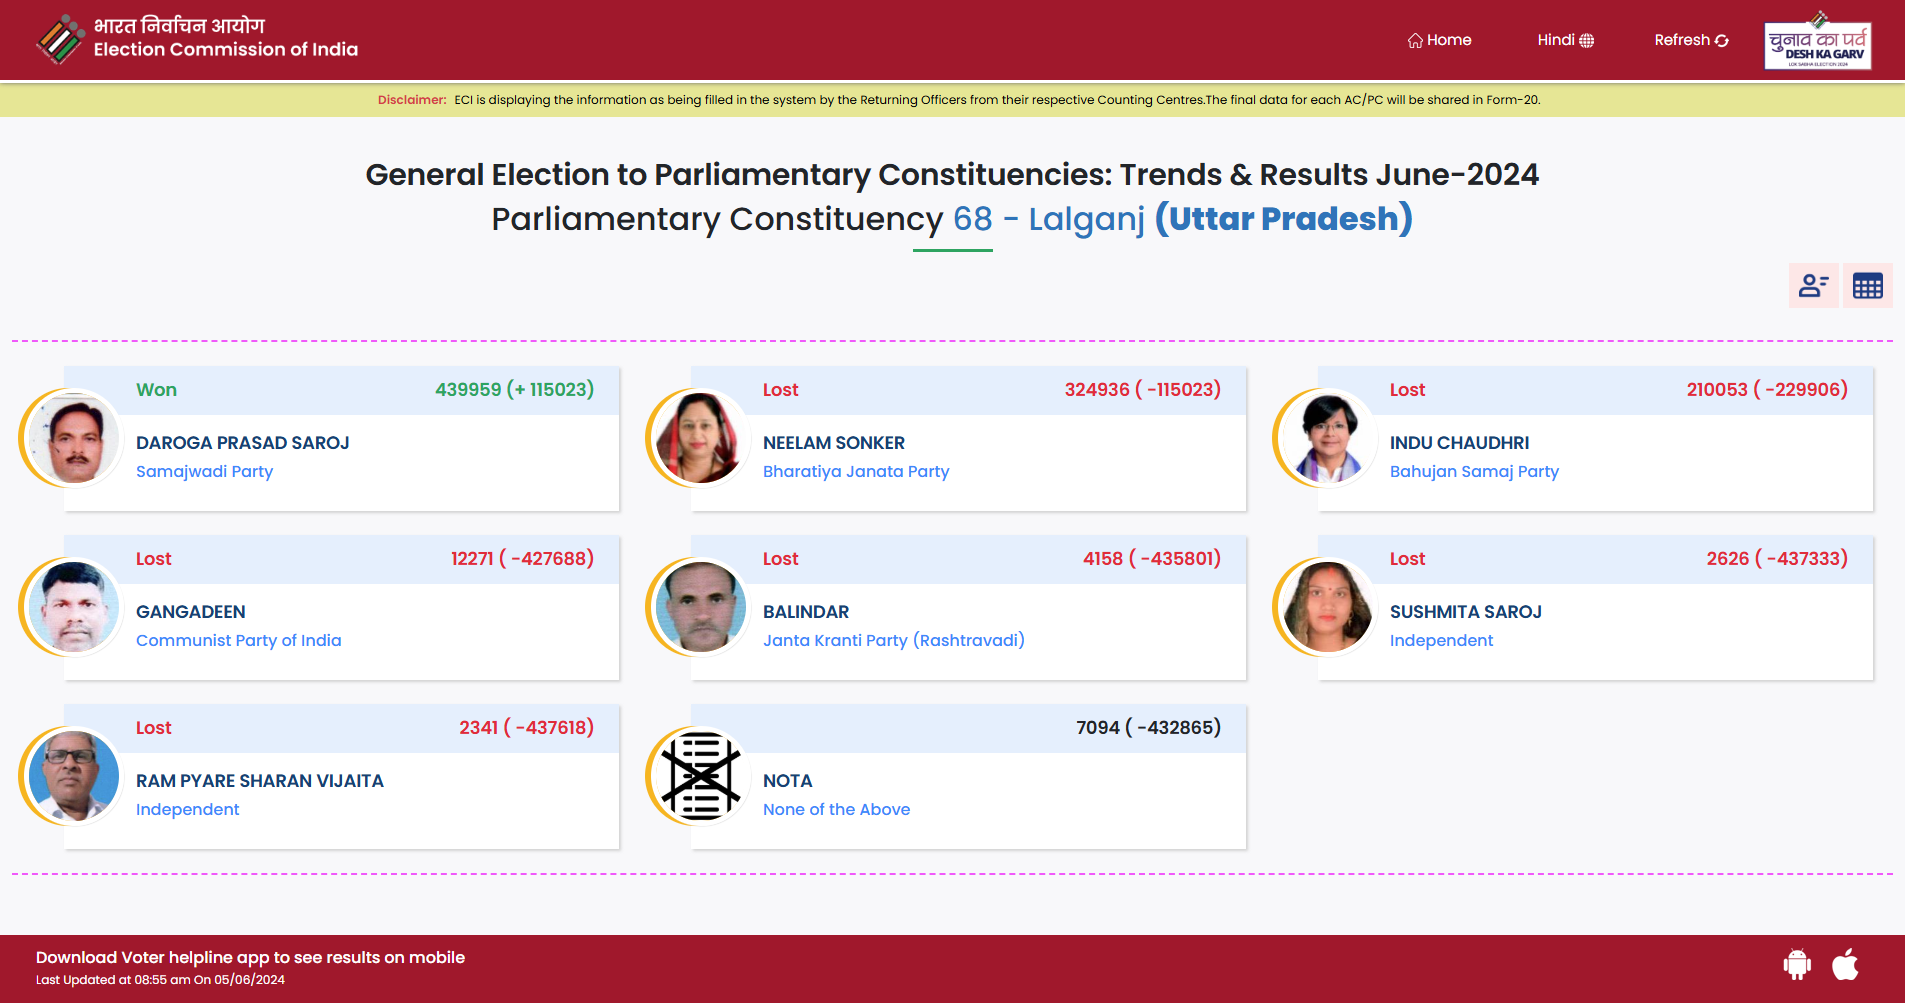 भारत निर्वाचन आयोग
Election Commission of India
Home
Hindi
Refresh
चुनाव का पर्व
DESH KA GARV
LOK SABHA ELECTION 2024
Disclaimer: ECI is displaying the information as being filled in the system by the Returning Officers from their respective Counting Centres.The final data for each AC/PC will be shared in Form-20.
General Election to Parliamentary Constituencies: Trends & Results June-2024
Parliamentary Constituency 68 - Lalganj (Uttar Pradesh)
Won 439959 (+ 115023)
DAROGA PRASAD SAROJ
Samajwadi Party
Lost 324936 ( -115023)
NEELAM SONKER
Bharatiya Janata Party
Lost 210053 ( -229906)
INDU CHAUDHRI
Bahujan Samaj Party
Lost 12271 ( -427688)
GANGADEEN
Communist Party of India
Lost 4158 ( -435801)
BALINDAR
Janta Kranti Party (Rashtravadi)
Lost 2626 ( -437333)
SUSHMITA SAROJ
Independent
Lost 2341 ( -437618)
RAM PYARE SHARAN VIJAITA
Independent
7094 ( -432865)
NOTA
None of the Above
Download Voter helpline app to see results on mobile
Last Updated at 08:55 am On 05/06/2024